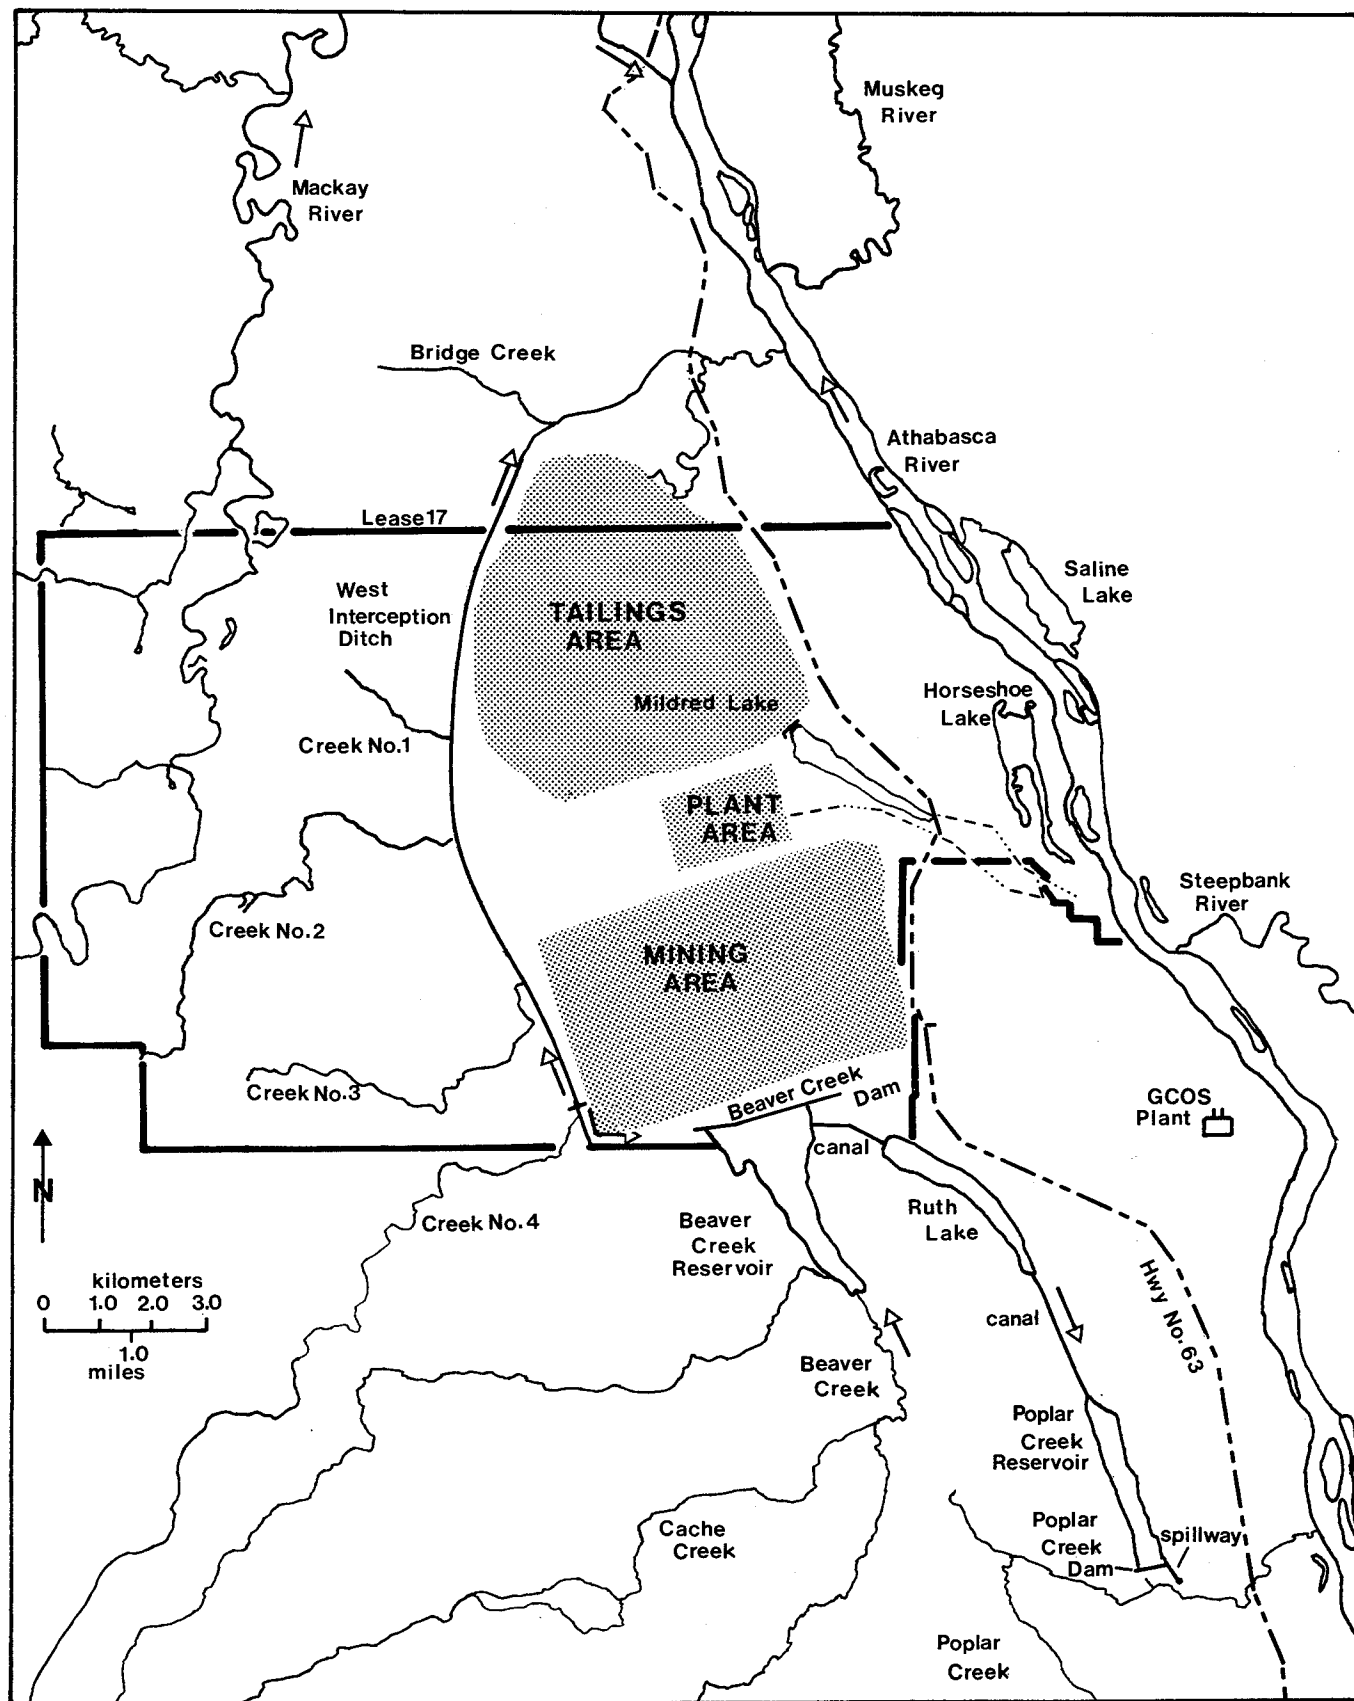 Muskeg
River
Mackay
River
Bridge Creek
Athabasca
River
Lease17
West
Interception
Ditch
TAILINGS
AREA
Saline
Lake
Mildred Lake
Horseshoe
Lake
Creek No.1
PLANT
AREA
Steepbank
River
Creek No.2
MINING
AREA
Creek No.3
Beaver Creek
Dam
GCOS
Plant
canal
N
Creek No.4
Beaver
Creek
Reservoir
Ruth
Lake
kilometers
0 1.0 2.0 3.0
1.0
miles
Hwy No.63
canal
Beaver
Creek
Poplar
Creek
Reservoir
Cache
Creek
Poplar
Creek
Dam
spillway
Poplar
Creek